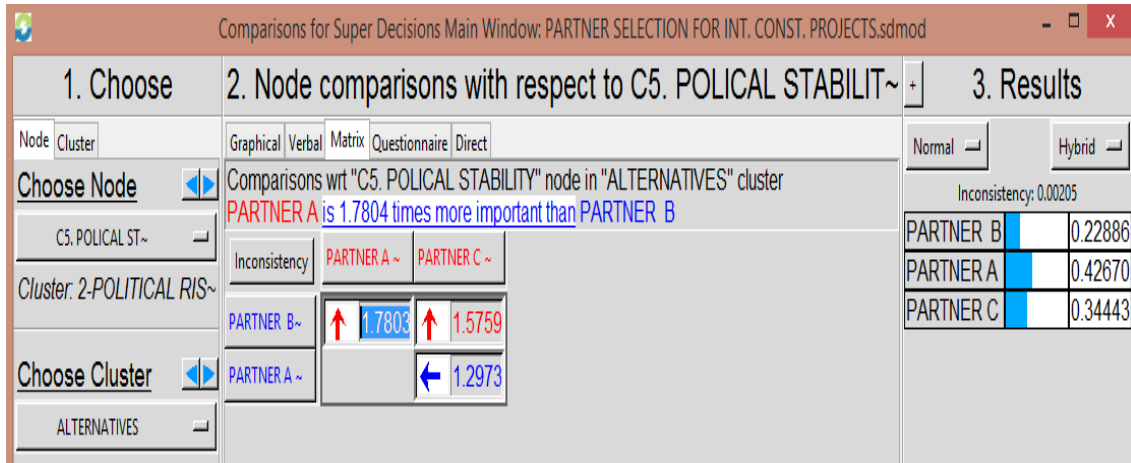 Comparisons for Super Decisions Main Window: PARTNER SELECTION FOR INT. CONST. PROJECTS.sdmod
1. Choose
2. Node comparisons with respect to C5. POLICAL STABILIT~
+
3. Results
Node Cluster
Graphical Verbal Matrix Questionnaire Direct
Normal
Hybrid
Choose Node
Comparisons wrt "C5. POLICAL STABILITY" node in "ALTERNATIVES" cluster
PARTNER A is 1.7804 times more important than PARTNER B
Inconsistency: 0.00205
C5. POLICAL ST~
Cluster: 2-POLITICAL RIS~
Inconsistency
PARTNER A ~
PARTNER C ~
PARTNER B~ 1.7803 1.5759
PARTNER A ~ 1.2973
PARTNER B 0.22886
PARTNER A 0.42670
PARTNER C 0.34443
Choose Cluster
ALTERNATIVES